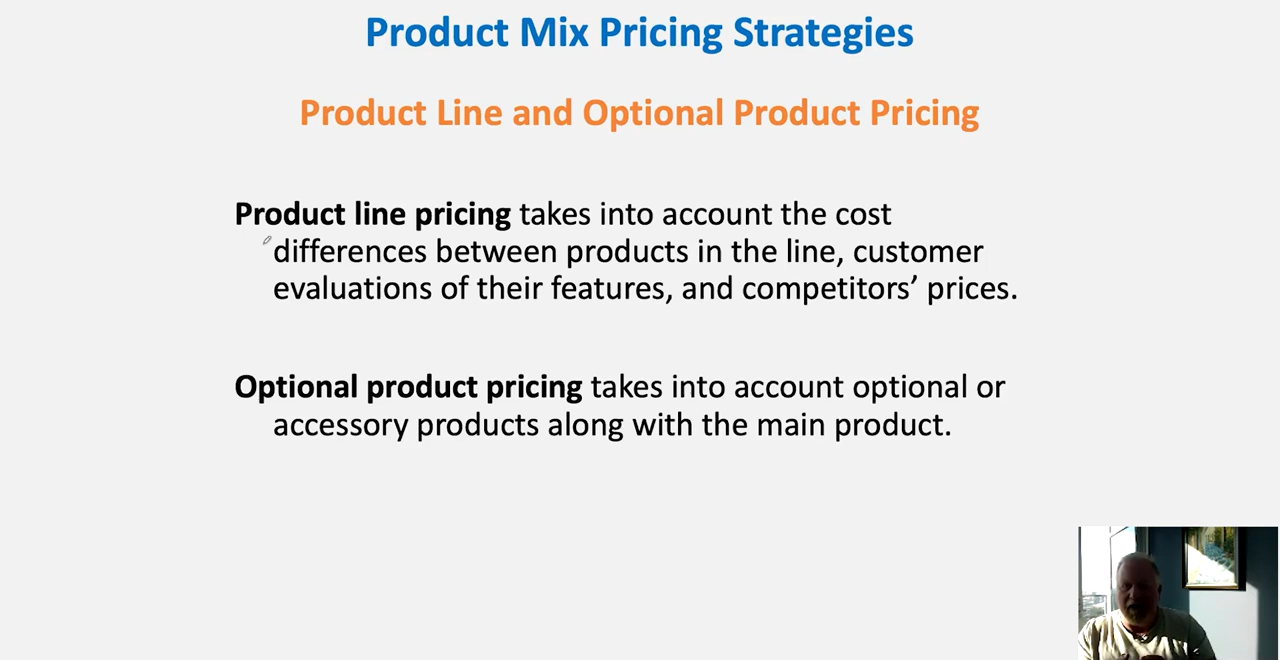 Product Mix Pricing Strategies
Product Line and Optional Product Pricing
Product line pricing takes into account the cost
differences between products in the line, customer
evaluations of their features, and competitors’ prices.
Optional product pricing takes into account optional or
accessory products along with the main product.